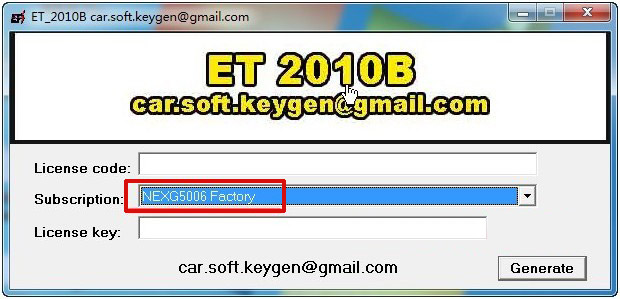 ET_2010B car.soft.keygen@gmail.com
ET 2010B
car.soft.keygen@gmail.com
License code:
Subscription: NEXG5006 Factory
License key:
car.soft.keygen@gmail.com Generate